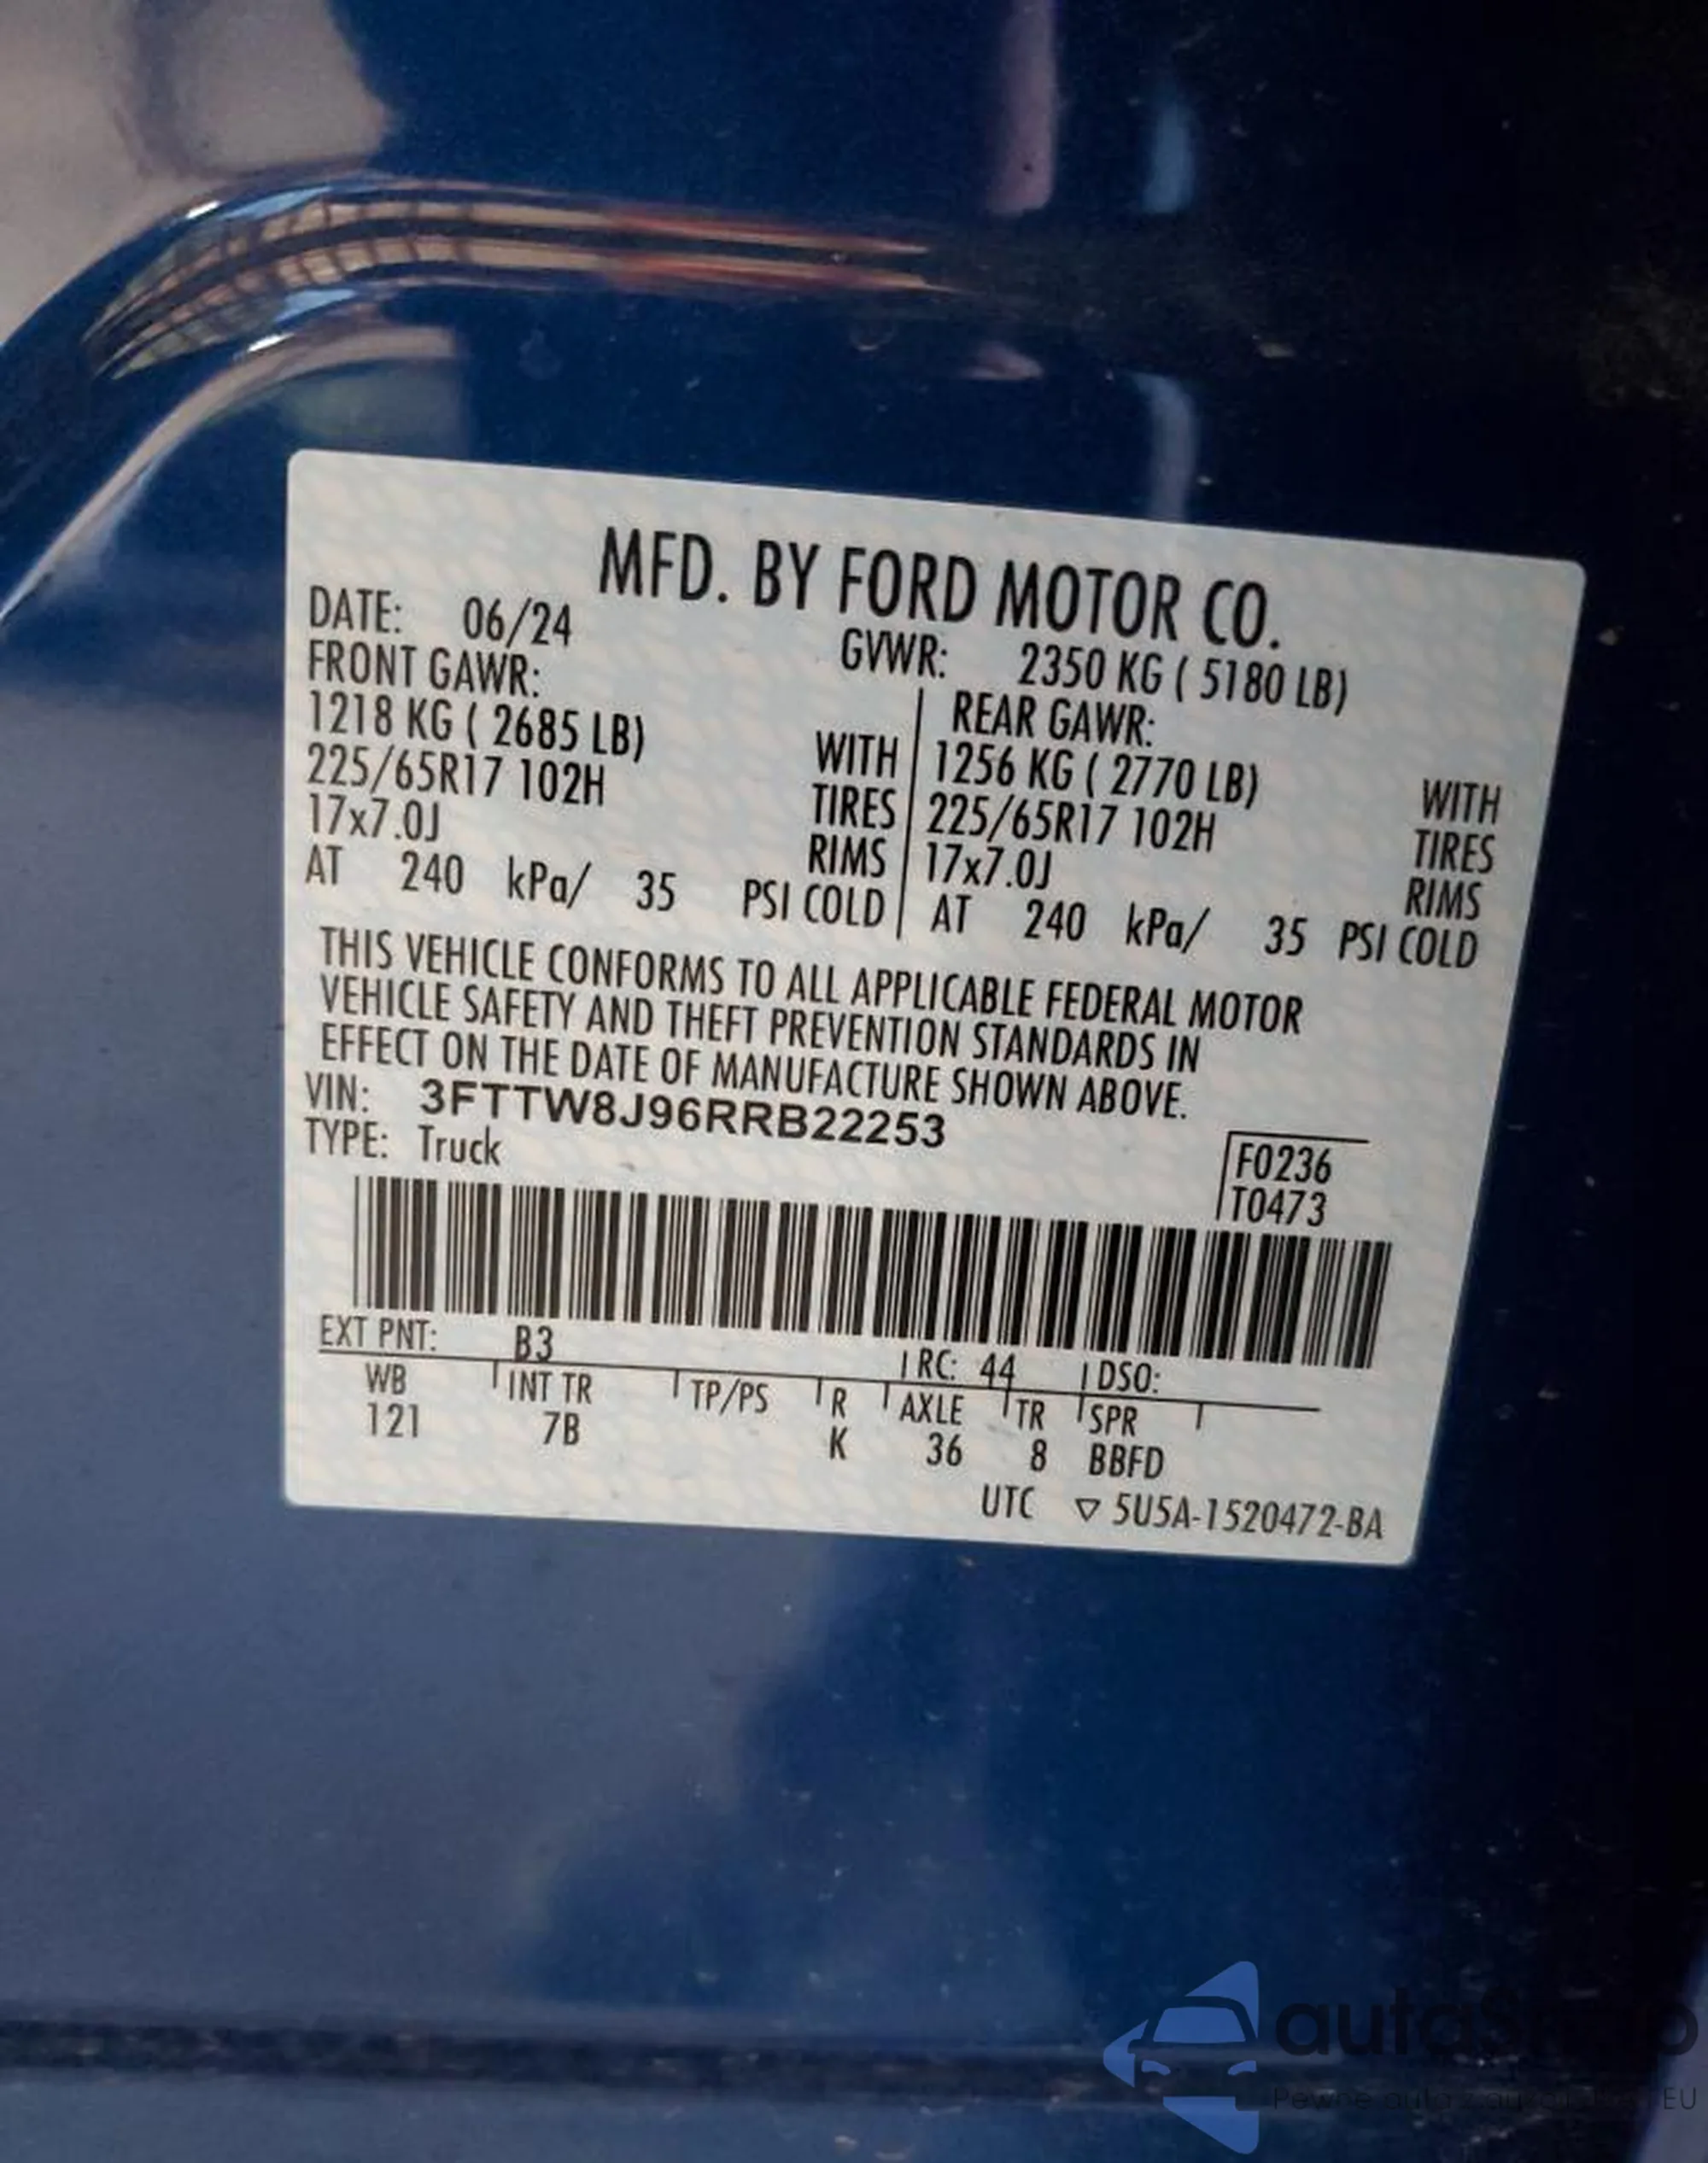 MFD. BY FORD MOTOR CO.
DATE: 06/24 GVWR: 2350 KG ( 5180 LB)
FRONT GAWR: REAR GAWR:
1218 KG ( 2685 LB) WITH 1256 KG ( 2770 LB) WITH
225/65R17 102H TIRES 225/65R17 102H TIRES
17x7.0J RIMS 17x7.0J RIMS
AT 240 kPa/ 35 PSI COLD AT 240 kPa/ 35 PSI COLD
THIS VEHICLE CONFORMS TO ALL APPLICABLE FEDERAL MOTOR
VEHICLE SAFETY AND THEFT PREVENTION STANDARDS IN
EFFECT ON THE DATE OF MANUFACTURE SHOWN ABOVE.
VIN: 3FTTW8J96RRB22253
TYPE: Truck
F0236
T0473
EXT PNT: B3 RC: 44 DSO:
WB INT TR TP/PS R AXLE TR SPR
121 7B K 36 8 BBFD
UTC ▽ 5U5A-1520472-BA
Pewne auta z EU